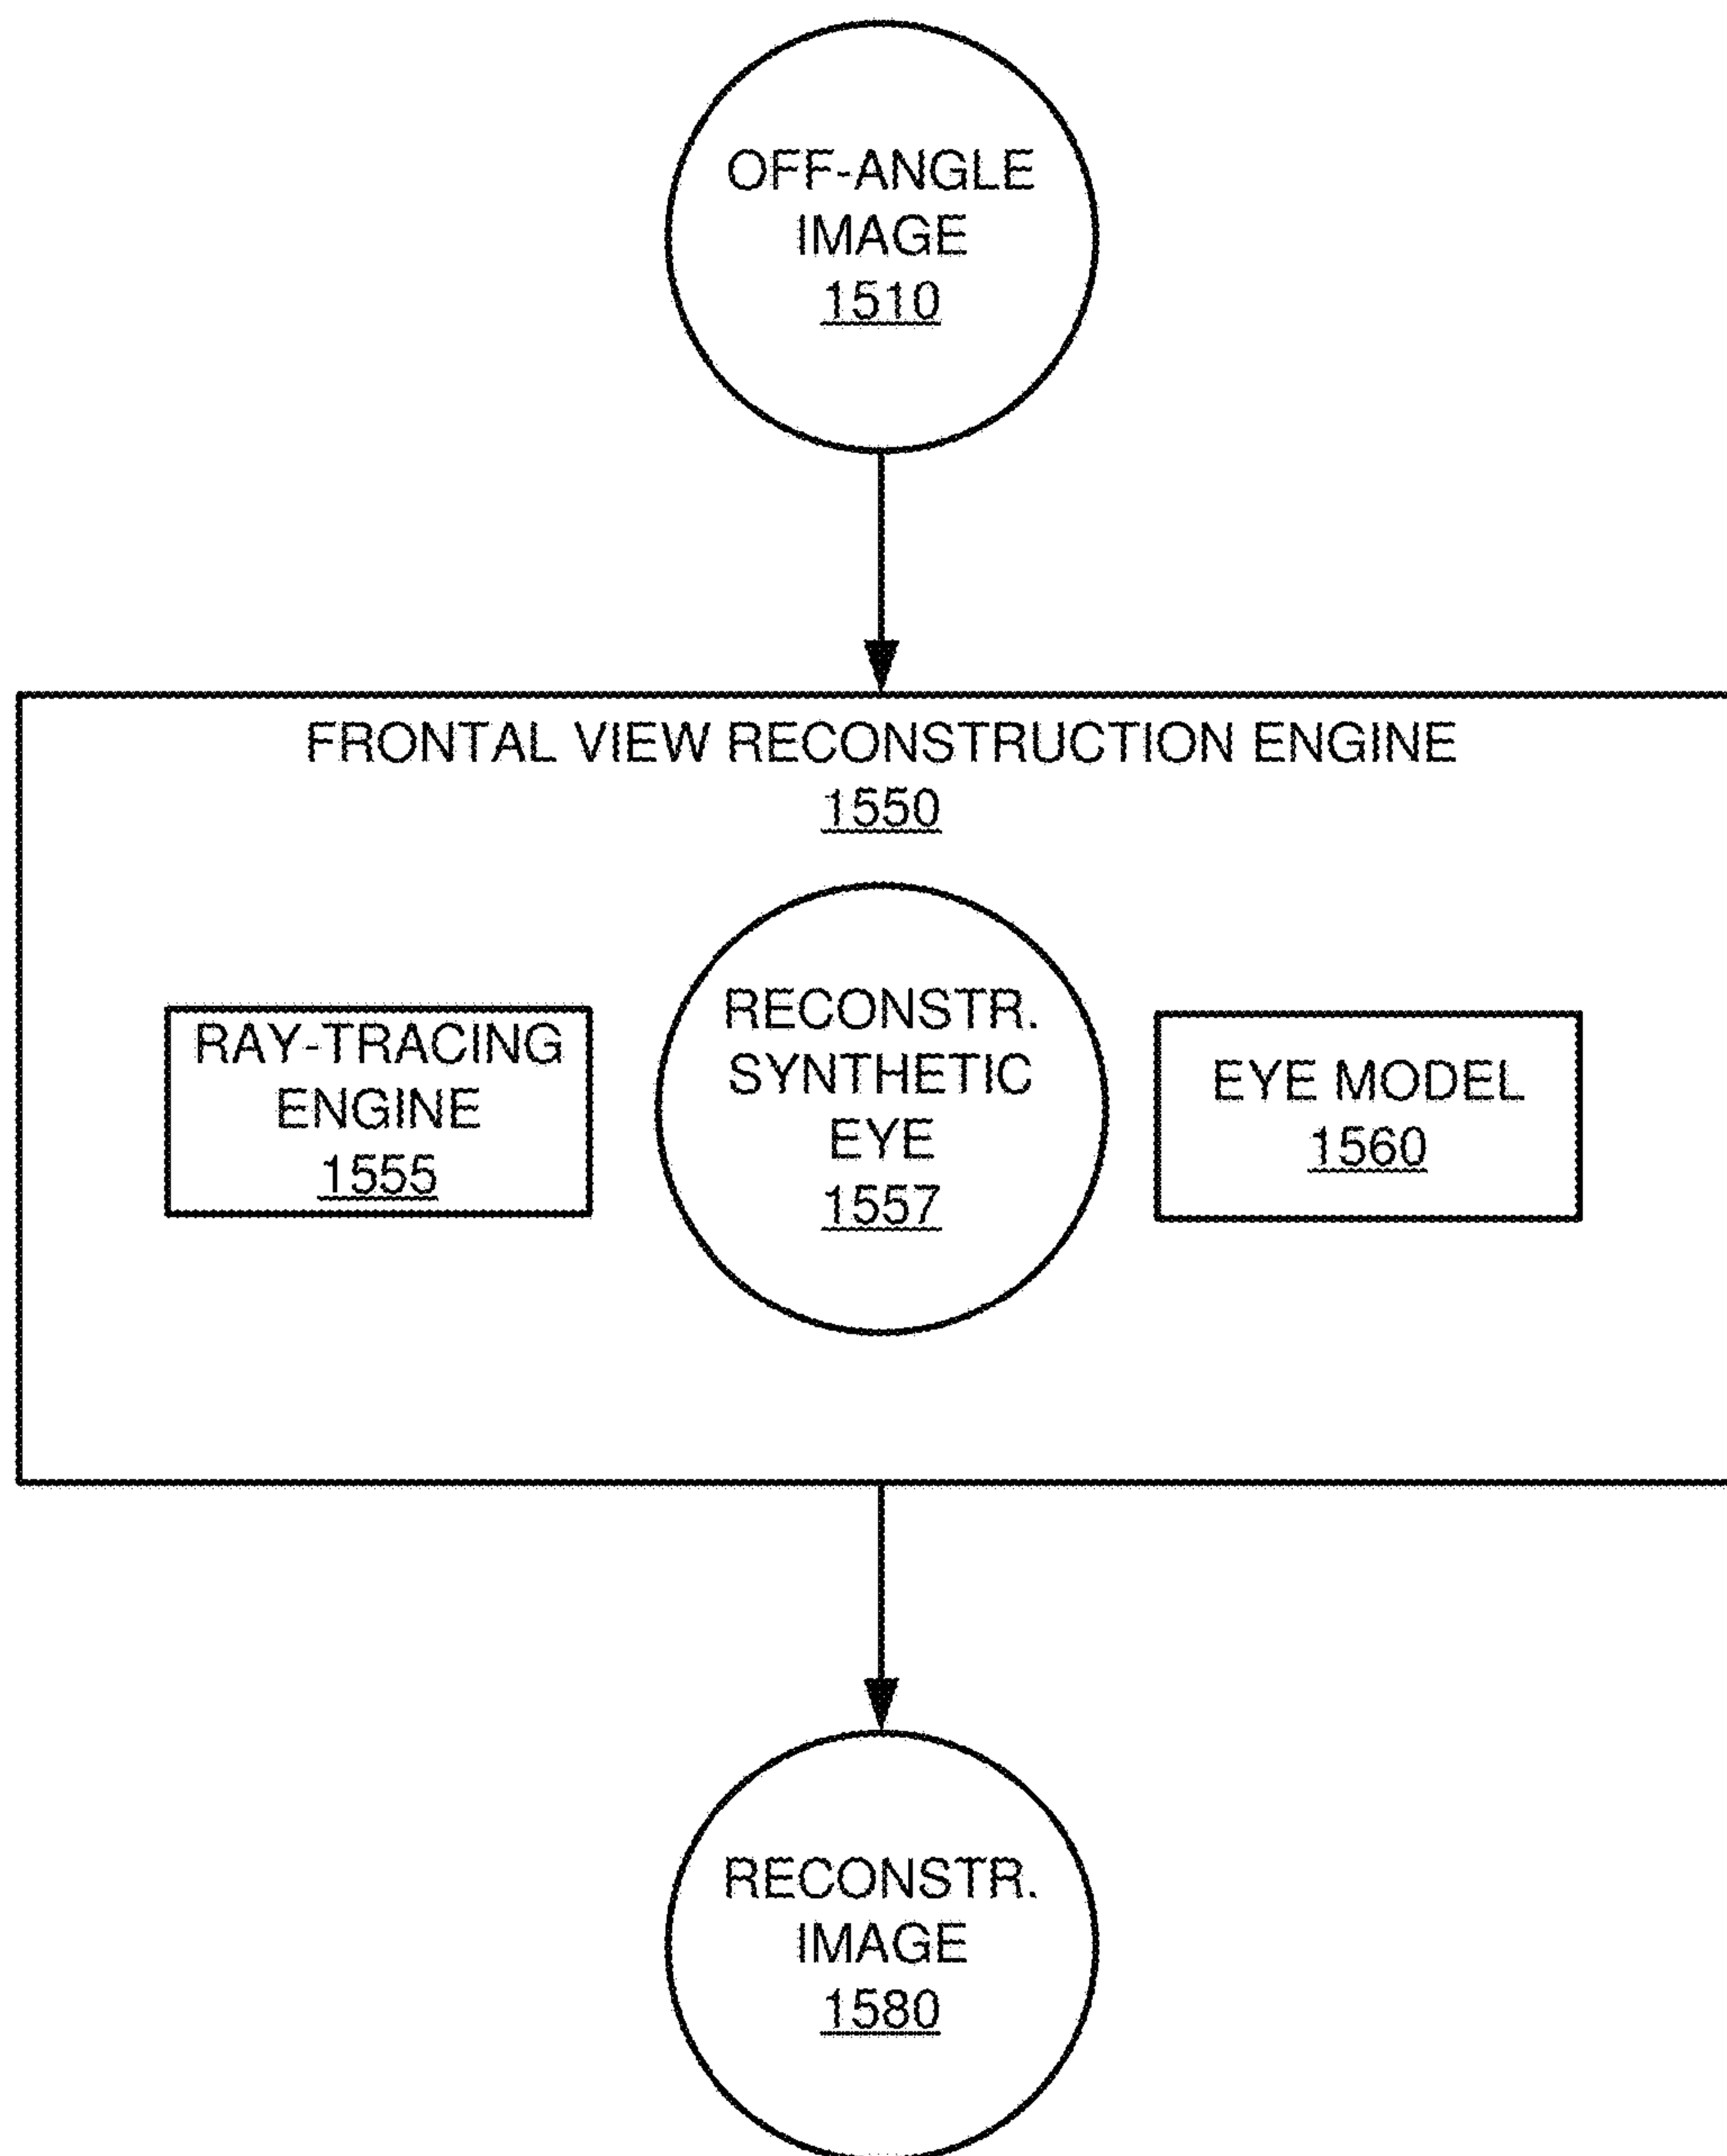 OFF-ANGLE
IMAGE
1510
FRONTAL VIEW RECONSTRUCTION ENGINE
1550
RAY-TRACING
ENGINE
1555
RECONSTR.
SYNTHETIC
EYE
1557
EYE MODEL
1560
RECONSTR.
IMAGE
1580